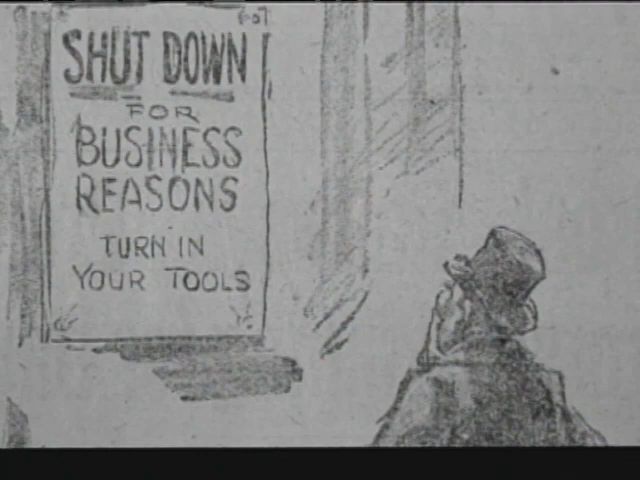 SHUT DOWN
FOR
BUSINESS
REASONS
TURN IN
YOUR TOOLS